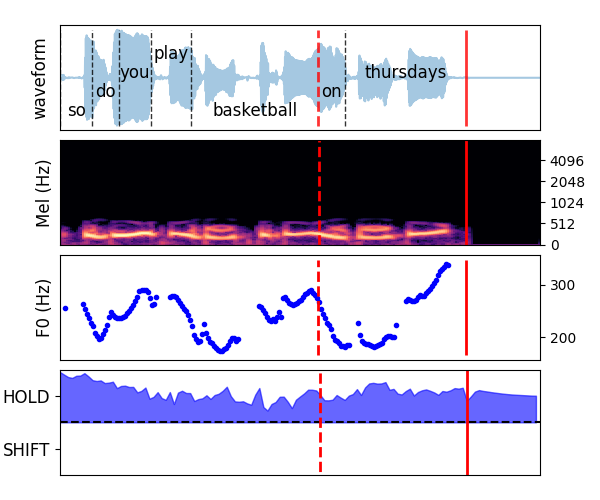 waveform
so
do
you
play
basketball
on
thursdays
Mel (Hz)
4096
2048
1024
512
0
F0 (Hz)
300
200
HOLD
SHIFT